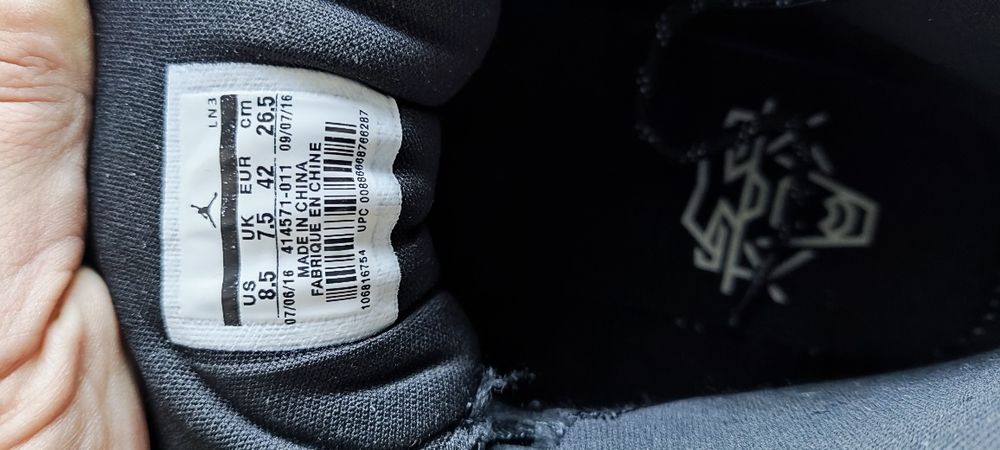 LN3
US UK EUR cm
8.5 7.5 42 26.5
07/06/16 414571-011 09/07/16
MADE IN CHINA
FABRIQUE EN CHINE
106816754 UPC 00886668766287